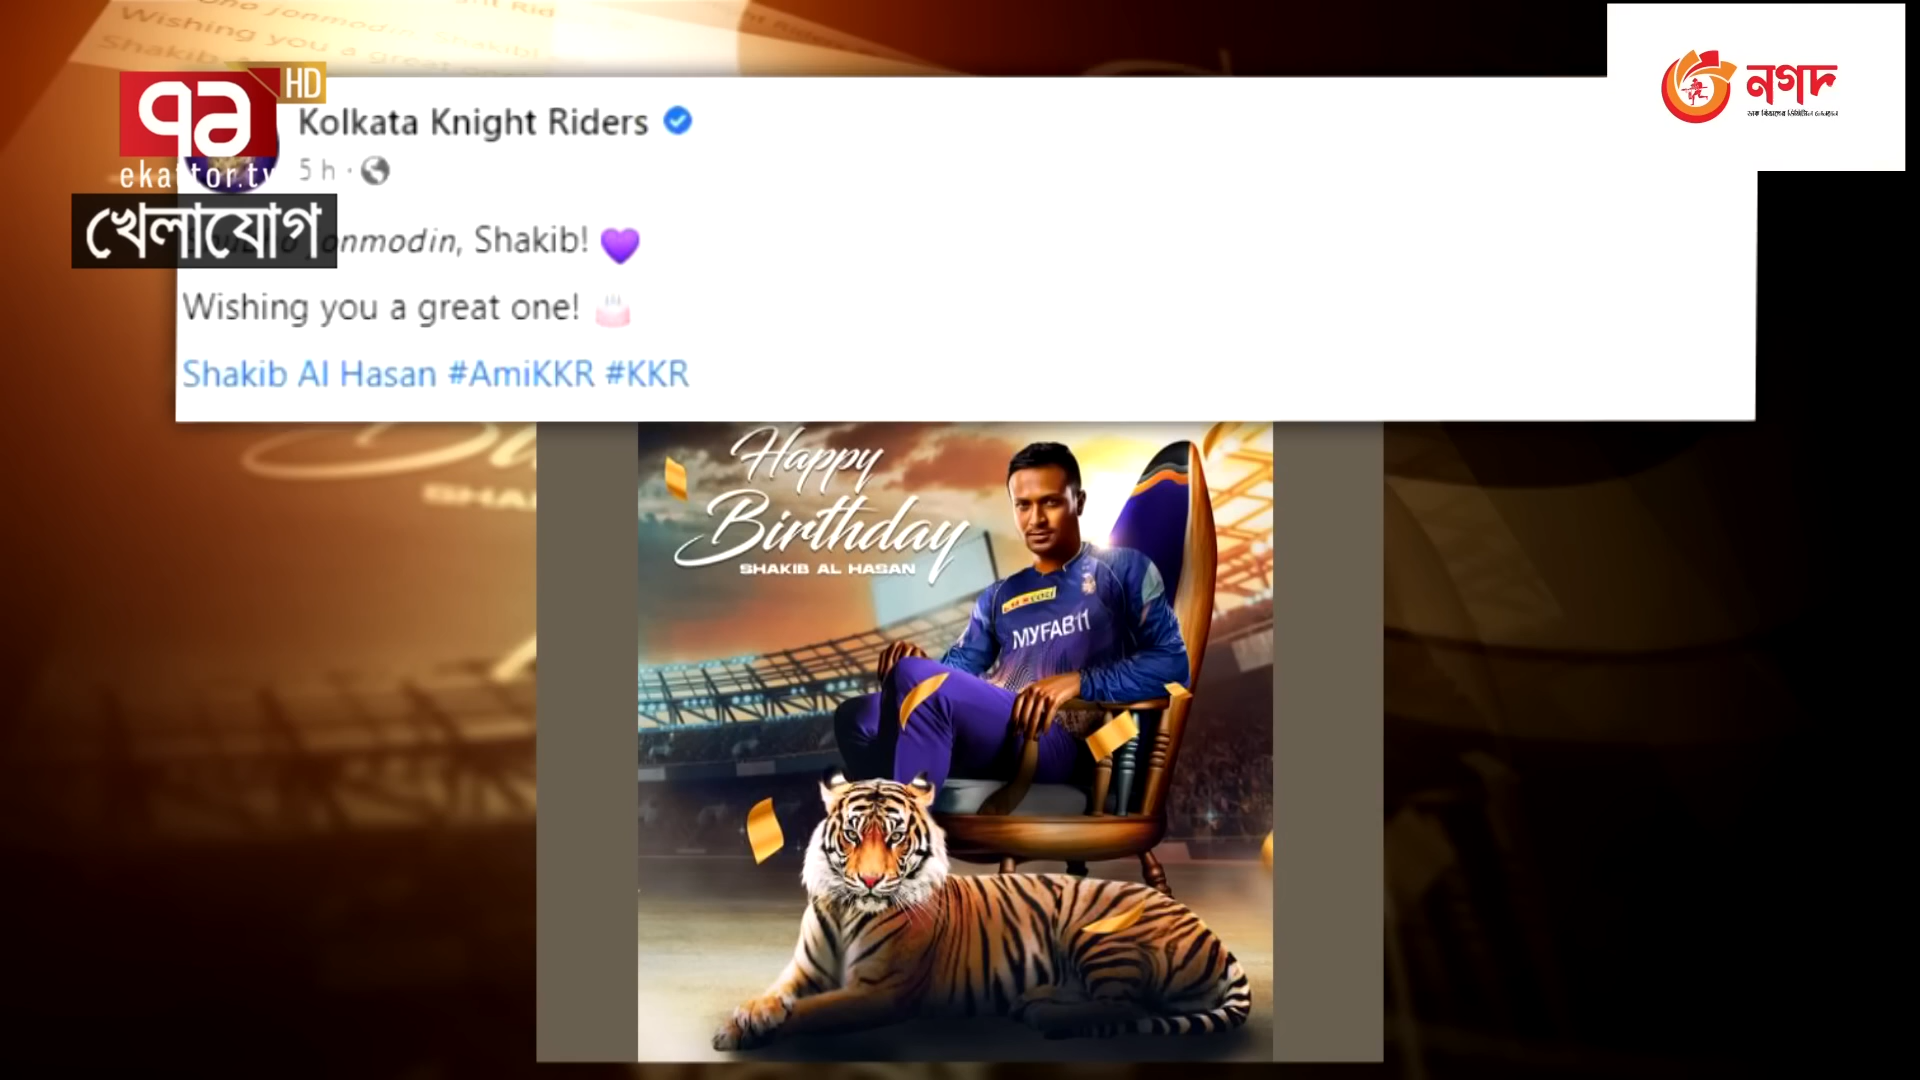 ৭১
HD
ekattor.tv
খেলাযোগ
নগদ
Kolkata Knight Riders
5 h ·
jonmodin, Shakib! 💜
Wishing you a great one! 🎂
Shakib Al Hasan #AmiKKR #KKR
Happy
Birthday
SHAKIB AL HASAN
MYFAB11